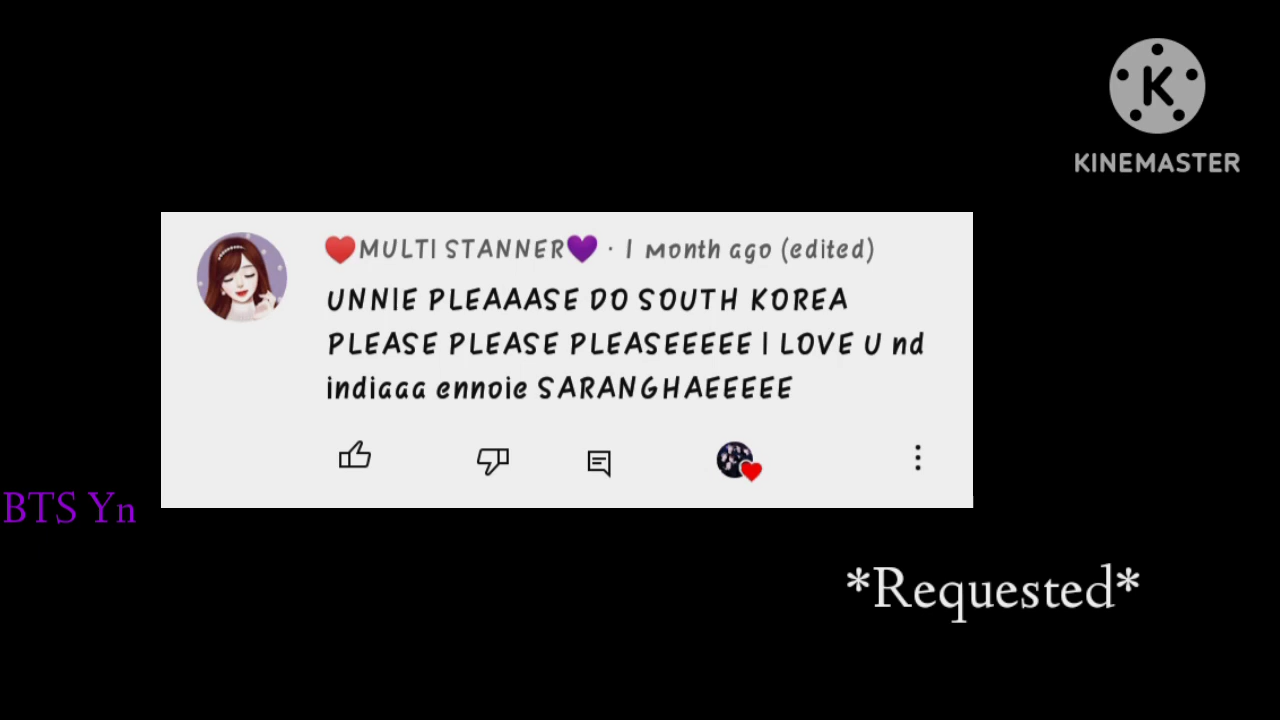 K
KINEMASTER
❤️MULTI STANNER💜 · 1 month ago (edited)
UNNIE PLEAAASE DO SOUTH KOREA
PLEASE PLEASE PLEASEEEEE I LOVE U nd
indiaaa ennoie SARANGHAEEEEE
BTS Yn
*Requested*